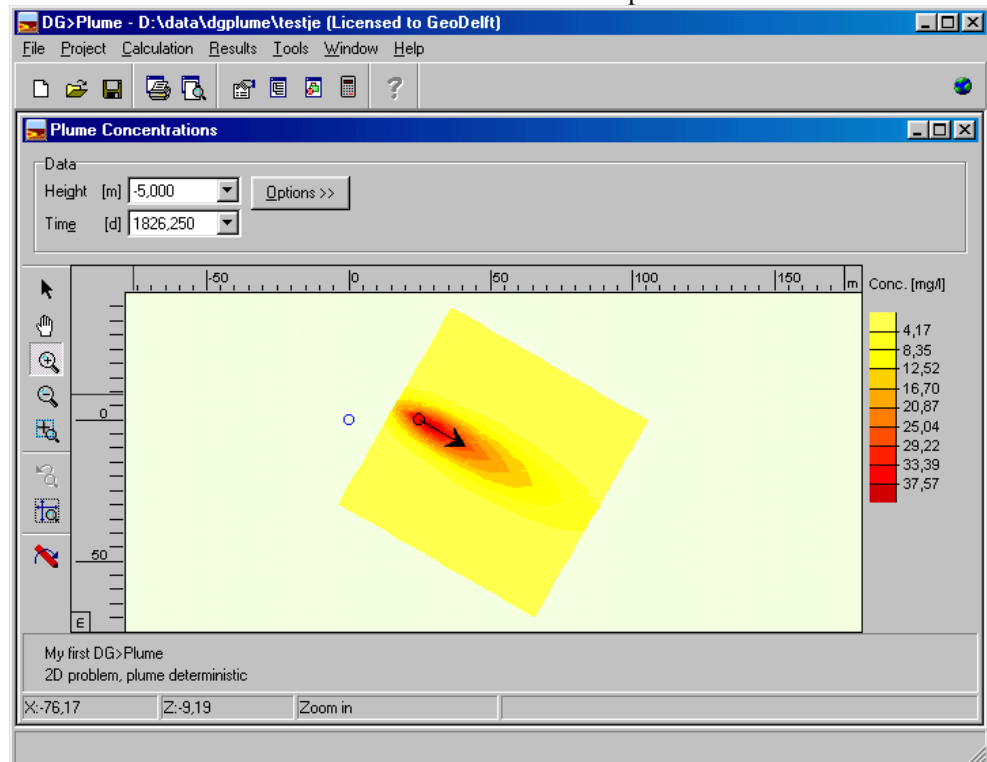 DG>Plume - D:\data\dgplume\testje (Licensed to GeoDelft)
File Project Calculation Results Tools Window Help
Plume Concentrations
Data
Height [m] -5,000 Options >>
Time [d] 1826,250
-50 0 50 100 150 m Conc. [mg/l]
4,17
8,35
12,52
16,70
20,87
25,04
29,22
33,39
37,57
0
50
E
My first DG>Plume
2D problem, plume deterministic
X:-76,17 Z:-9,19 Zoom in